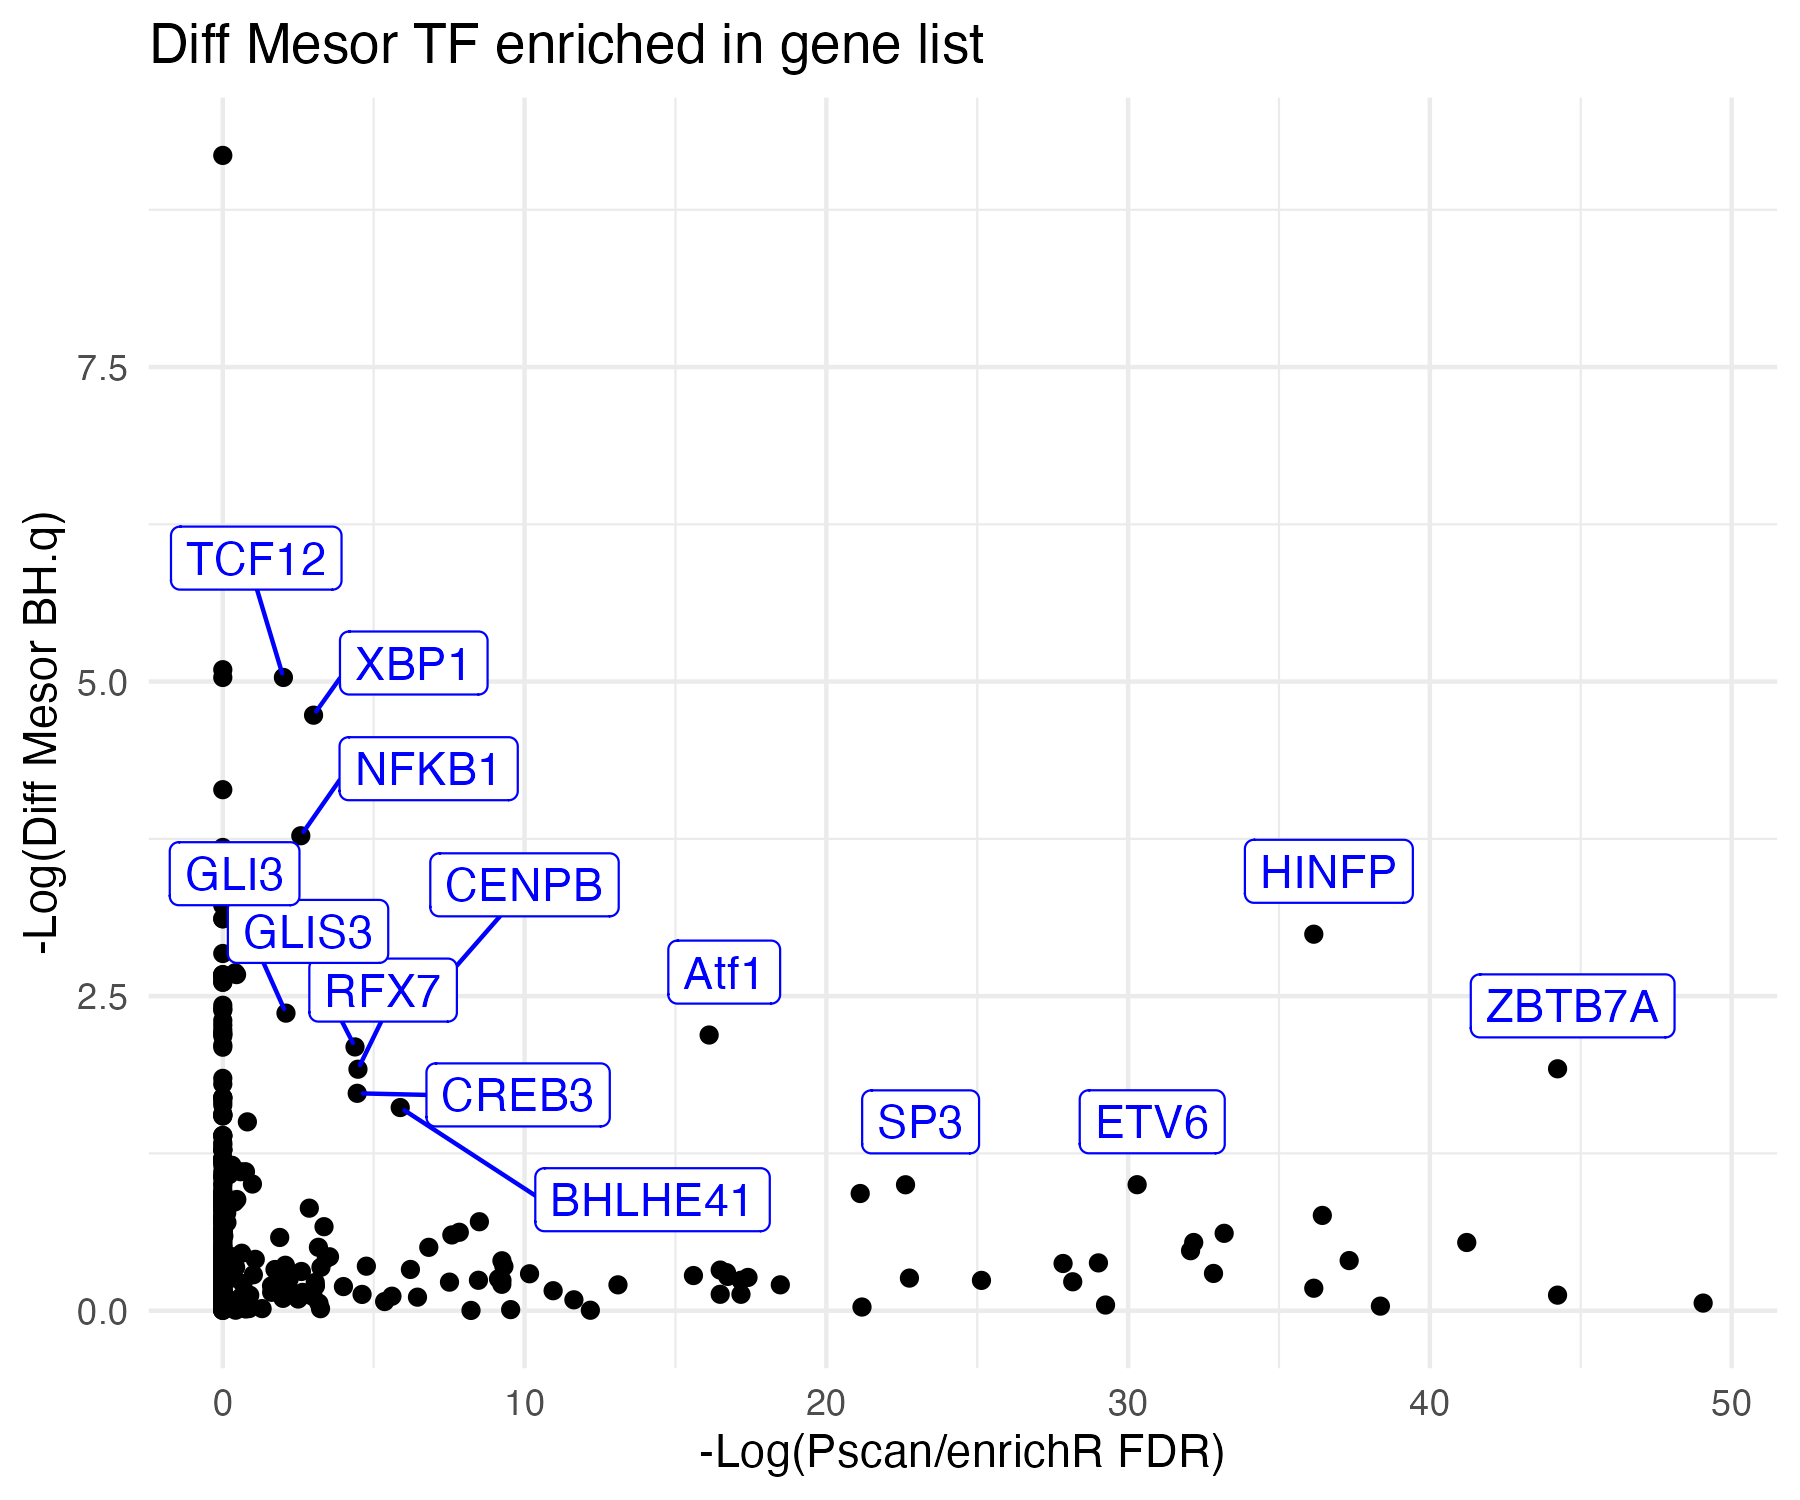 Diff Mesor TF enriched in gene list
-Log(Diff Mesor BH.q)
7.5
5.0
2.5
0.0
TCF12
XBP1
NFKB1
GLI3
CENPB
HINFP
GLIS3
RFX7
Atf1
ZBTB7A
CREB3
SP3
ETV6
BHLHE41
0
10
20
30
40
50
-Log(Pscan/enrichR FDR)